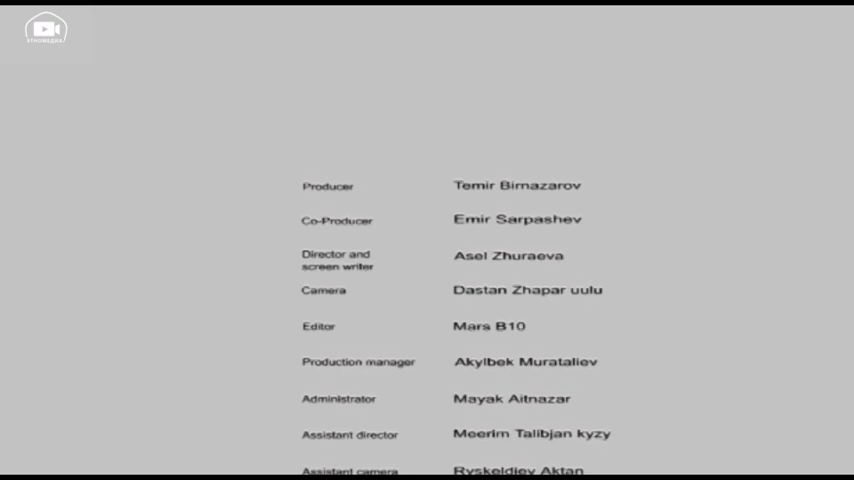 Producer Temir Birnazarov
Co-Producer Emir Sarpashev
Director and
screen writer Asel Zhuraeva
Camera Dastan Zhapar uulu
Editor Mars B10
Production manager Akylbek Murataliev
Administrator Mayak Aitnazar
Assistant director Meerim Talibjan kyzy
Assistant camera Ryskeldiev Aktan